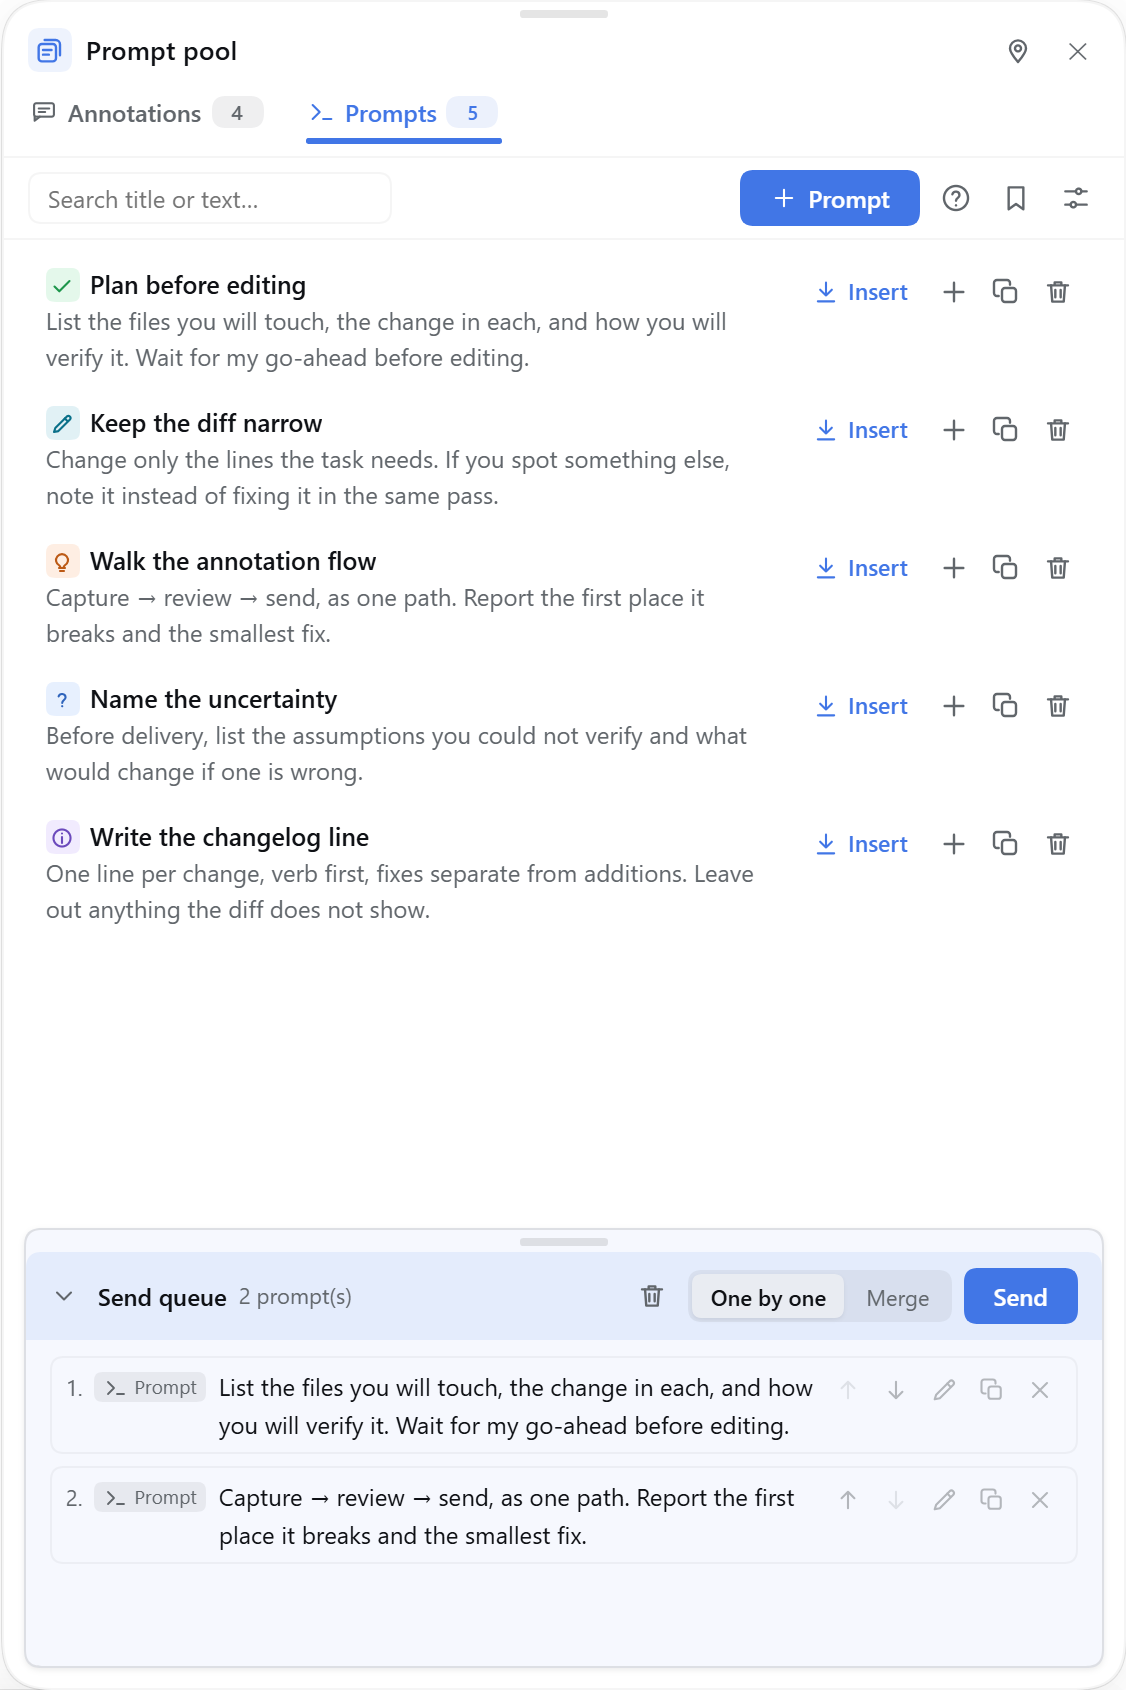 Prompt pool
Annotations 4
Prompts 5
Search title or text...
Prompt
Plan before editing
Insert
List the files you will touch, the change in each, and how you will
verify it. Wait for my go-ahead before editing.
Keep the diff narrow
Insert
Change only the lines the task needs. If you spot something else,
note it instead of fixing it in the same pass.
Walk the annotation flow
Insert
Capture → review → send, as one path. Report the first place it
breaks and the smallest fix.
Name the uncertainty
Insert
Before delivery, list the assumptions you could not verify and what
would change if one is wrong.
Write the changelog line
Insert
One line per change, verb first, fixes separate from additions. Leave
out anything the diff does not show.
Send queue 2 prompt(s)
One by one
Merge
Send
1. Prompt List the files you will touch, the change in each, and how
you will verify it. Wait for my go-ahead before editing.
2. Prompt Capture → review → send, as one path. Report the first
place it breaks and the smallest fix.